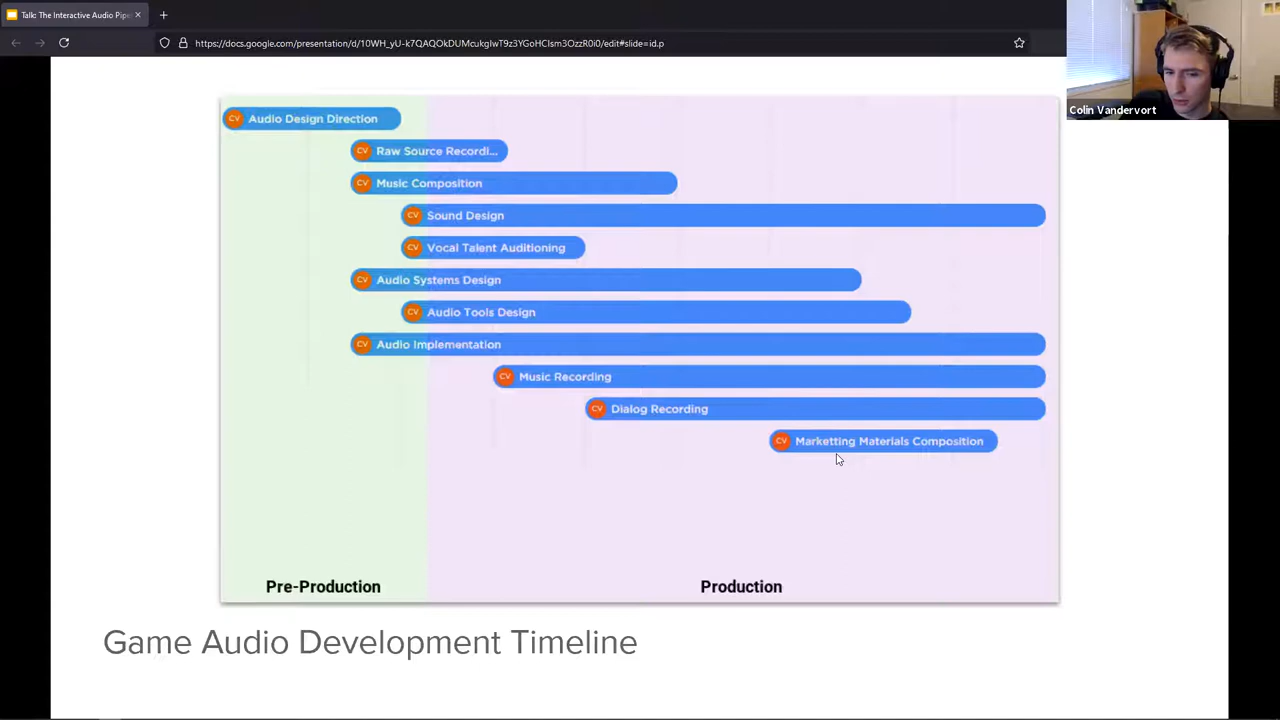 Talk: The Interactive Audio Pipe
https://docs.google.com/presentation/d/10WH_yU-k7QAQOkDUMcukgIwT9z3YGoHCIsm3OzzR0i0/edit#slide=id.p
Colin Vandervort
CV Audio Design Direction
CV Raw Source Recordi...
CV Music Composition
CV Sound Design
CV Vocal Talent Auditioning
CV Audio Systems Design
CV Audio Tools Design
CV Audio Implementation
CV Music Recording
CV Dialog Recording
CV Marketting Materials Composition
Pre-Production
Production
Game Audio Development Timeline